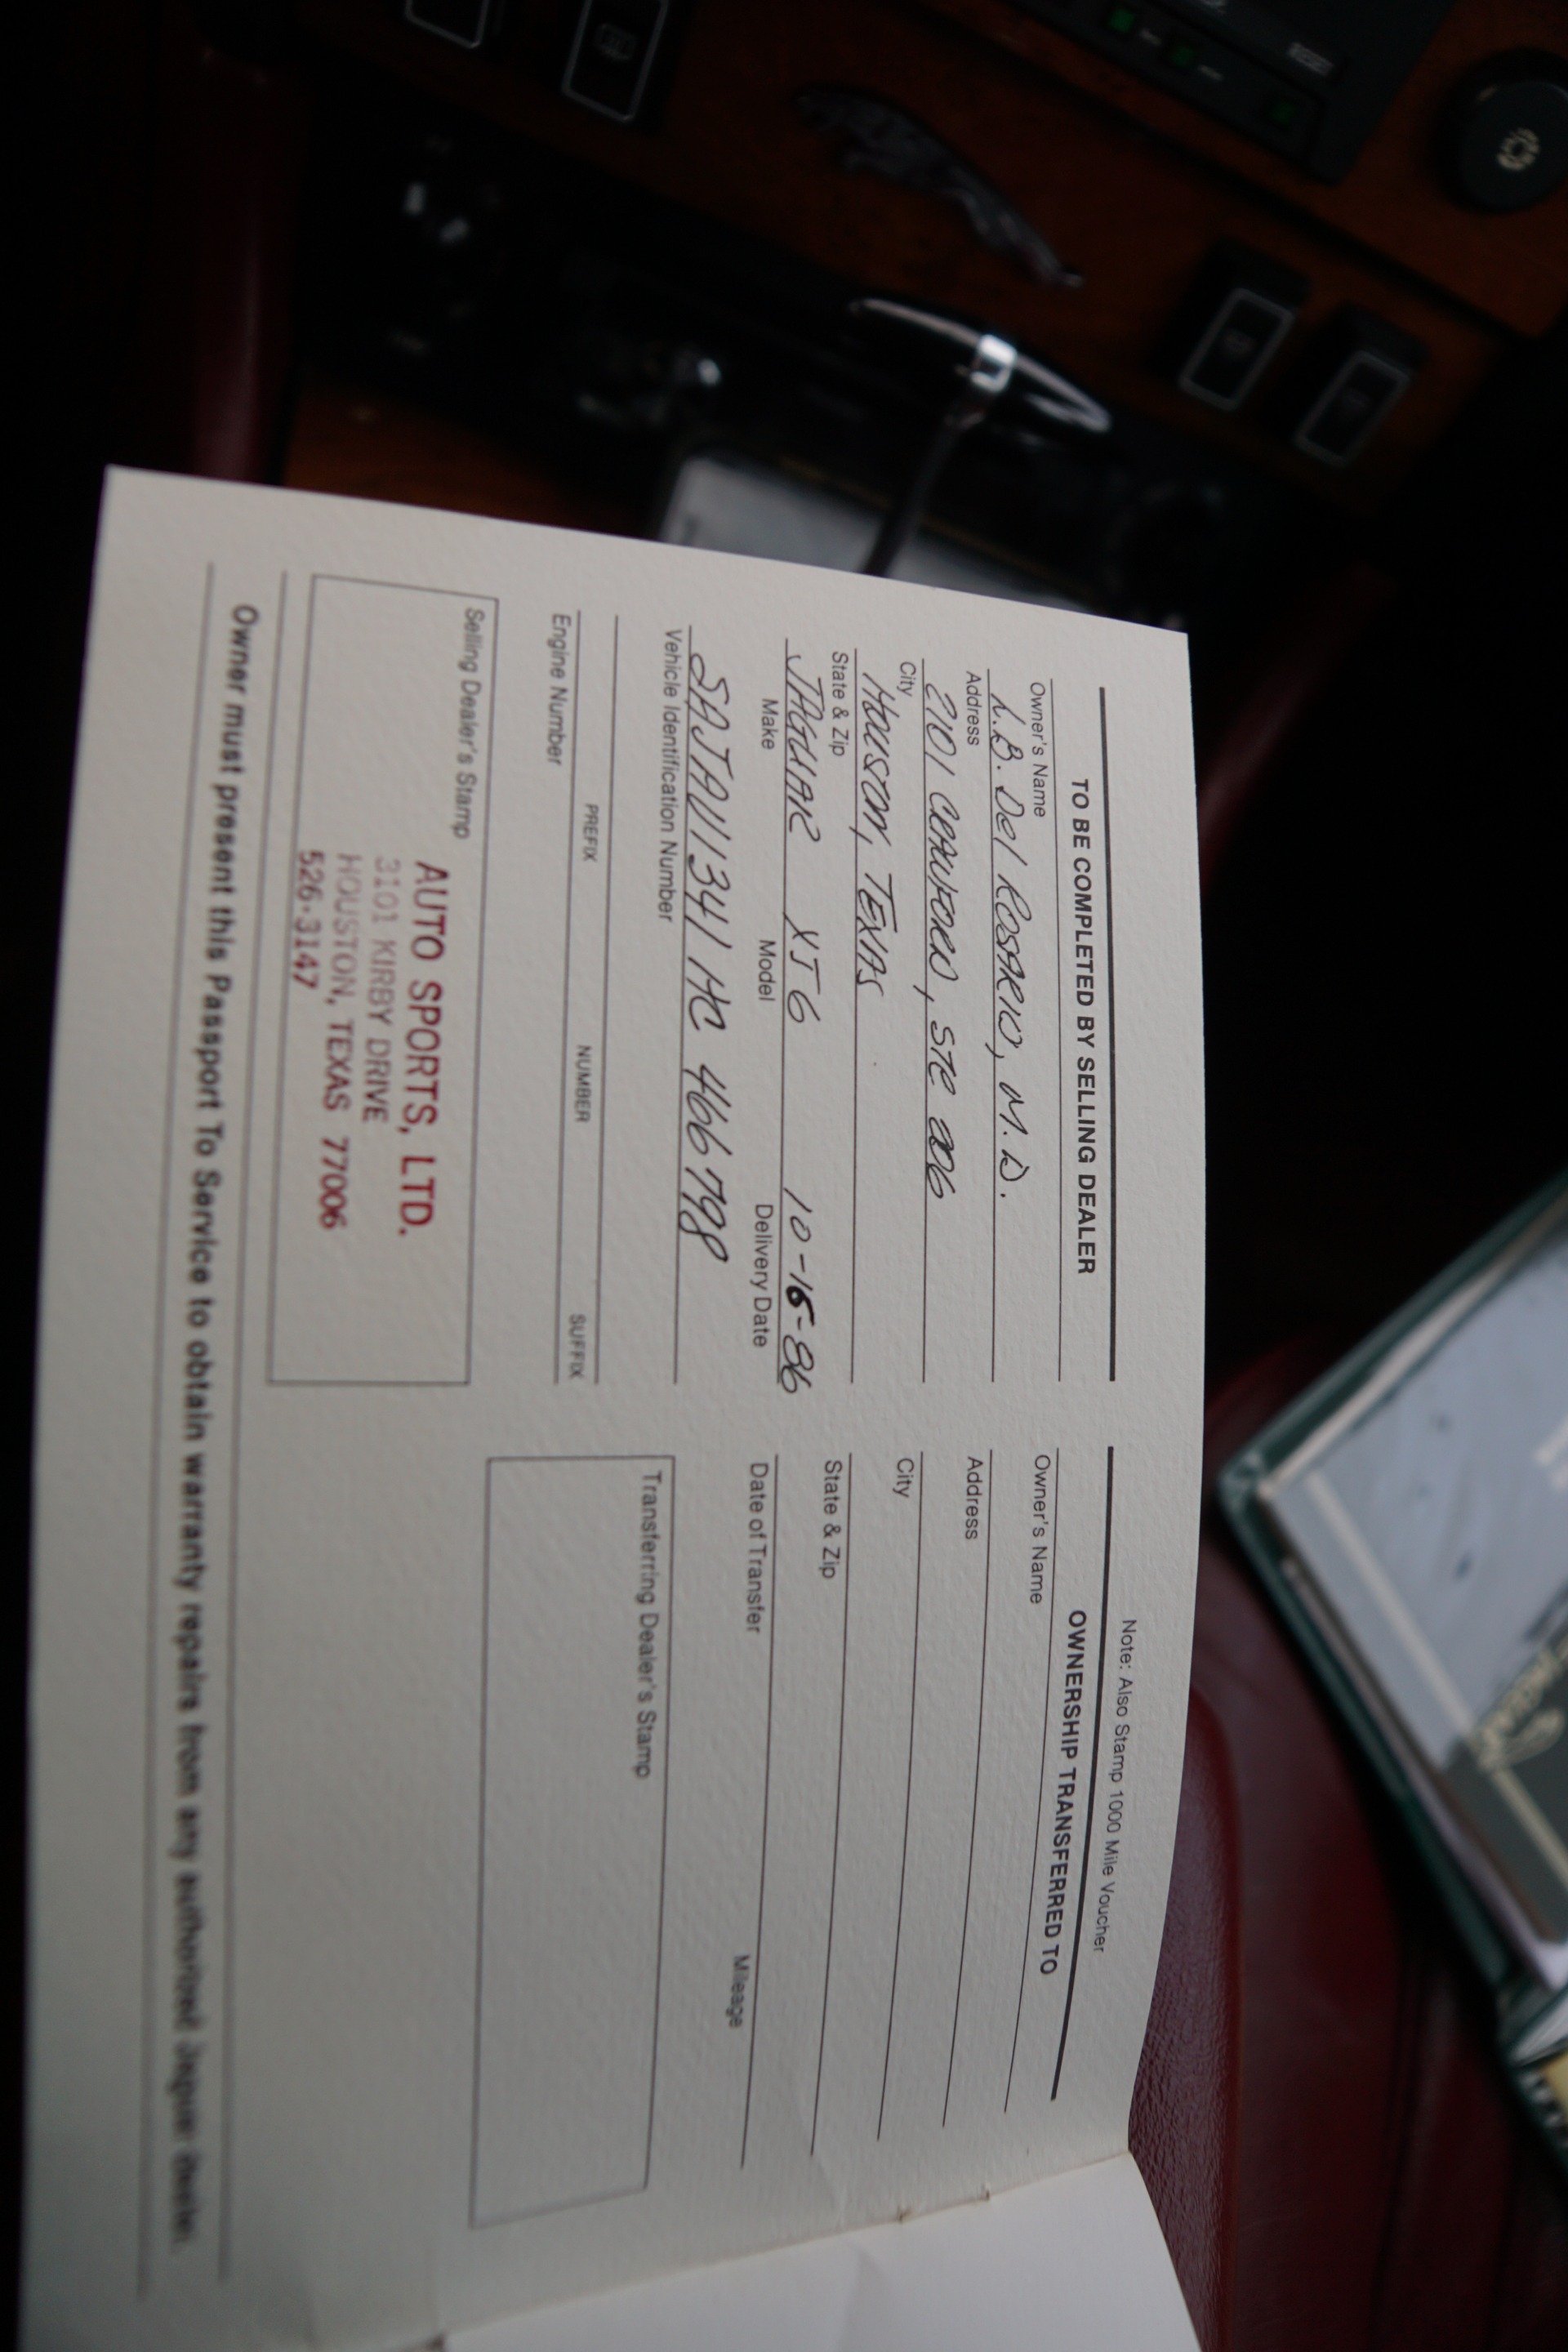 TO BE COMPLETED BY SELLING DEALER
Owner's Name
L.B. Del ROSARIO, M.D.
Address
2101 CRAWFORD, STE 206
City
HOUSTON, TEXAS
State & Zip
JAGUAR XJ6 10-16-86
Make Model Delivery Date
SAJAV1341HC 466798
Vehicle Identification Number
PREFIX NUMBER SUFFIX
Engine Number
Selling Dealer's Stamp
AUTO SPORTS, LTD.
3101 KIRBY DRIVE
HOUSTON, TEXAS 77006
526-3147
Note: Also Stamp 1000 Mile Voucher
OWNERSHIP TRANSFERRED TO
Owner's Name
Address
City
State & Zip
Date of Transfer Mileage
Transferring Dealer's Stamp
Owner must present this Passport To Service to obtain warranty repairs from any authorized Jaguar dealer.